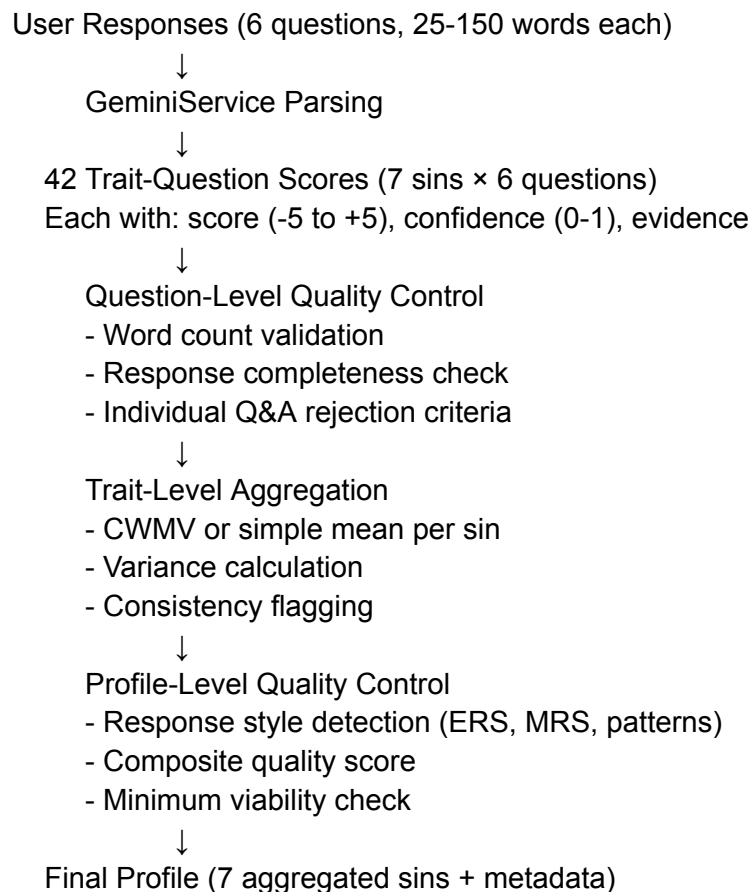 User Responses (6 questions, 25-150 words each)
↓
GeminiService Parsing
↓
42 Trait-Question Scores (7 sins × 6 questions)
Each with: score (-5 to +5), confidence (0-1), evidence
↓
Question-Level Quality Control
- Word count validation
- Response completeness check
- Individual Q&A rejection criteria
↓
Trait-Level Aggregation
- CWMV or simple mean per sin
- Variance calculation
- Consistency flagging
↓
Profile-Level Quality Control
- Response style detection (ERS, MRS, patterns)
- Composite quality score
- Minimum viability check
↓
Final Profile (7 aggregated sins + metadata)